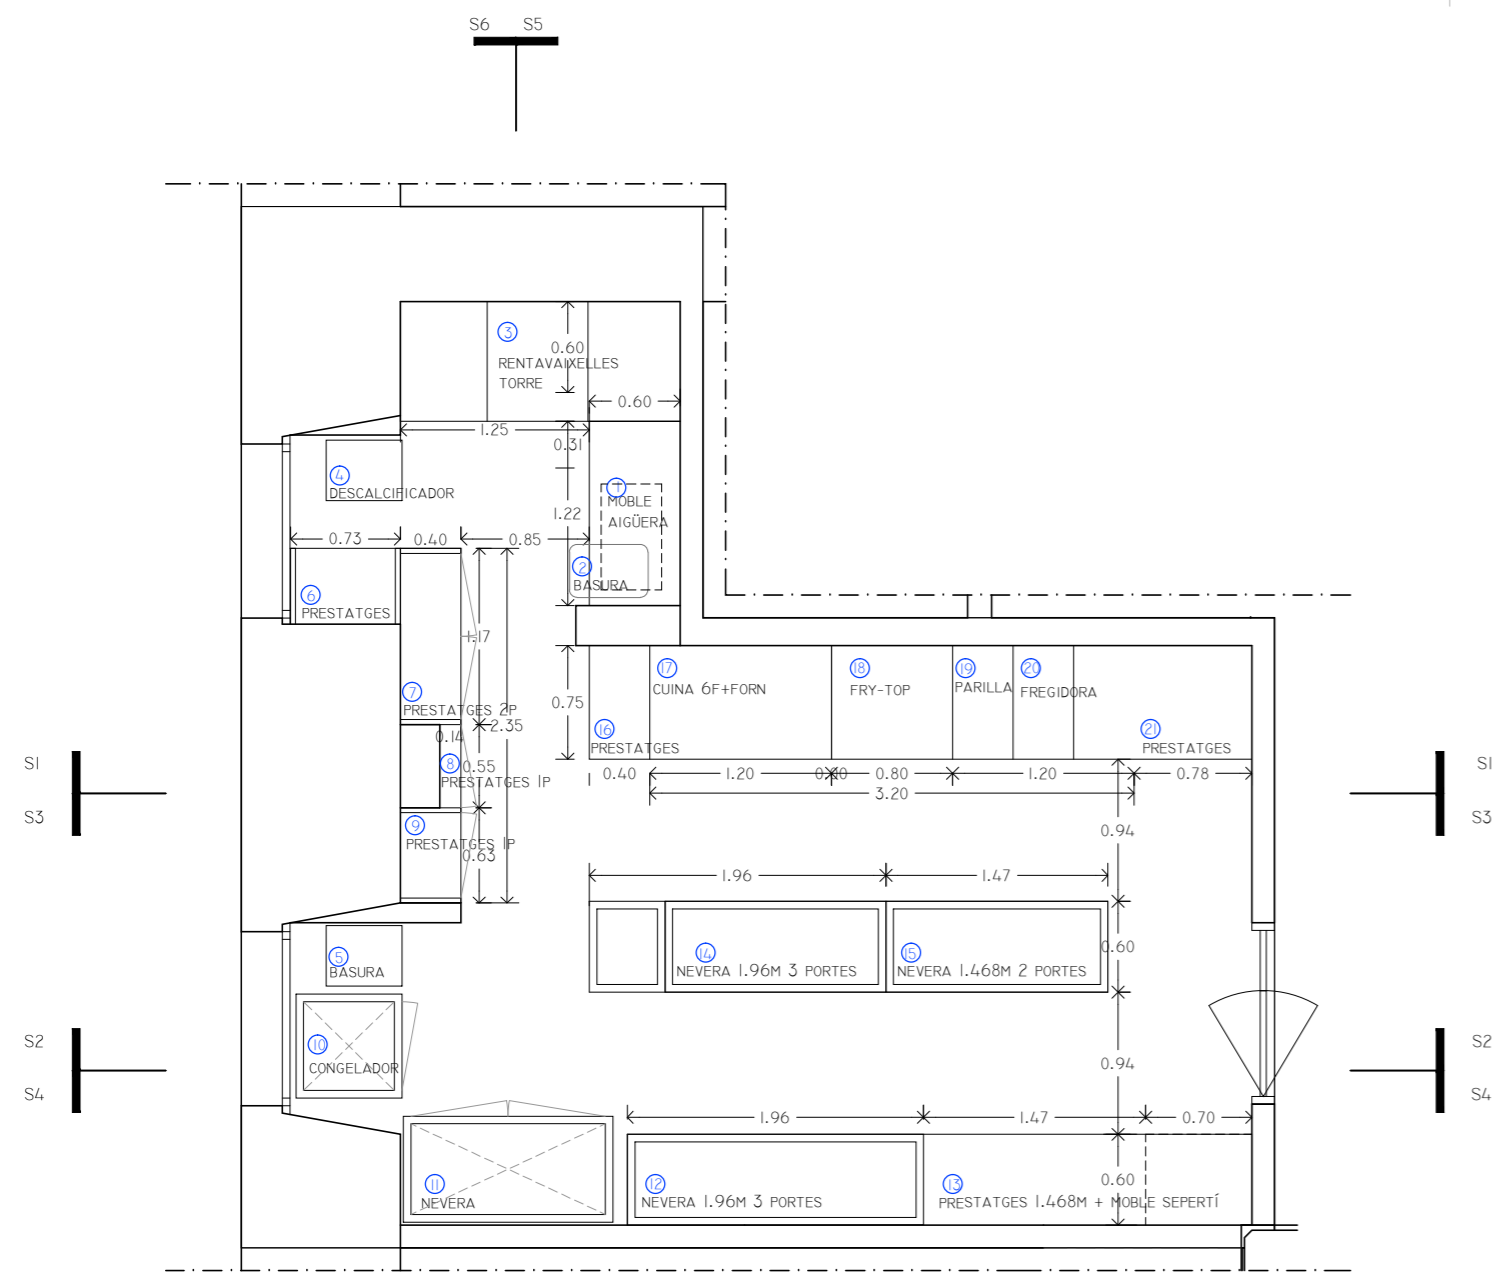 S6 S5
3
0.60
RENTAVAIXELLES
TORRE
0.60
1.25
0.31
4
DESCALCIFICADOR
1
MOBLE
AIGÜERA
1.22
0.73 0.40 0.85
2
BASURA
6
PRESTATGES
1.17
7
PRESTATGES 2P
2.35
0.14
8
0.55
PRESTATGES 1P
9
PRESTATGES 1P
0.63
0.75
17
CUINA 6F+FORN
18
FRY-TOP
19
PARILLA
20
FREGIDORA
16
PRESTATGES
21
PRESTATGES
0.40 1.20 0.80 1.20 0.78
3.20
S1
S3
S1
S3
0.94
1.96 1.47
0.60
14
NEVERA 1.96M 3 PORTES
15
NEVERA 1.468M 2 PORTES
5
BASURA
10
CONGELADOR
S2
S4
S2
S4
0.94
1.96 1.47 0.70
0.60
11
NEVERA
12
NEVERA 1.96M 3 PORTES
13
PRESTATGES 1.468M + MOBLE SEPERTÍ